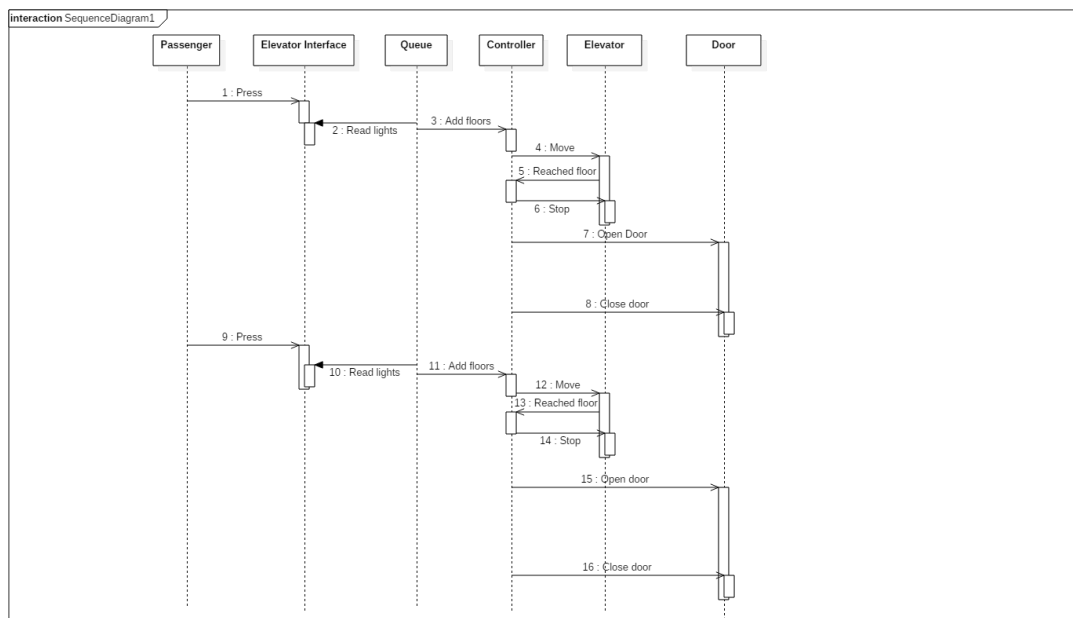 interaction SequenceDiagram1
Passenger
Elevator Interface
Queue
Controller
Elevator
Door
1 : Press
2 : Read lights
3 : Add floors
4 : Move
5 : Reached floor
6 : Stop
7 : Open Door
8 : Close door
9 : Press
10 : Read lights
11 : Add floors
12 : Move
13 : Reached floor
14 : Stop
15 : Open door
16 : Close door